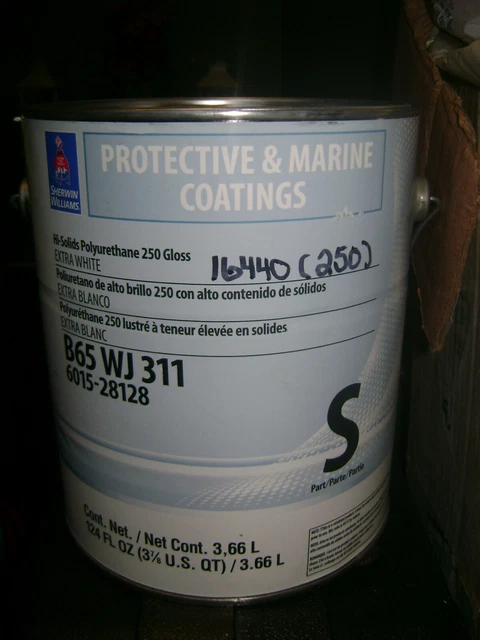 SHERWIN
WILLIAMS
PROTECTIVE & MARINE
COATINGS
Hi-Solids Polyurethane 250 Gloss
EXTRA WHITE
16440 (250)
Poliuretano de alto brillo 250 con alto contenido de sólidos
EXTRA BLANCO
Polyuréthane 250 lustré à teneur élevée en solides
EXTRA BLANC
B65 WJ 311
6015-28128
S
Part/Parte/Partie
Cont. Net. / Net Cont. 3,66 L
124 FL OZ (3⅞ U.S. QT) / 3.66 L